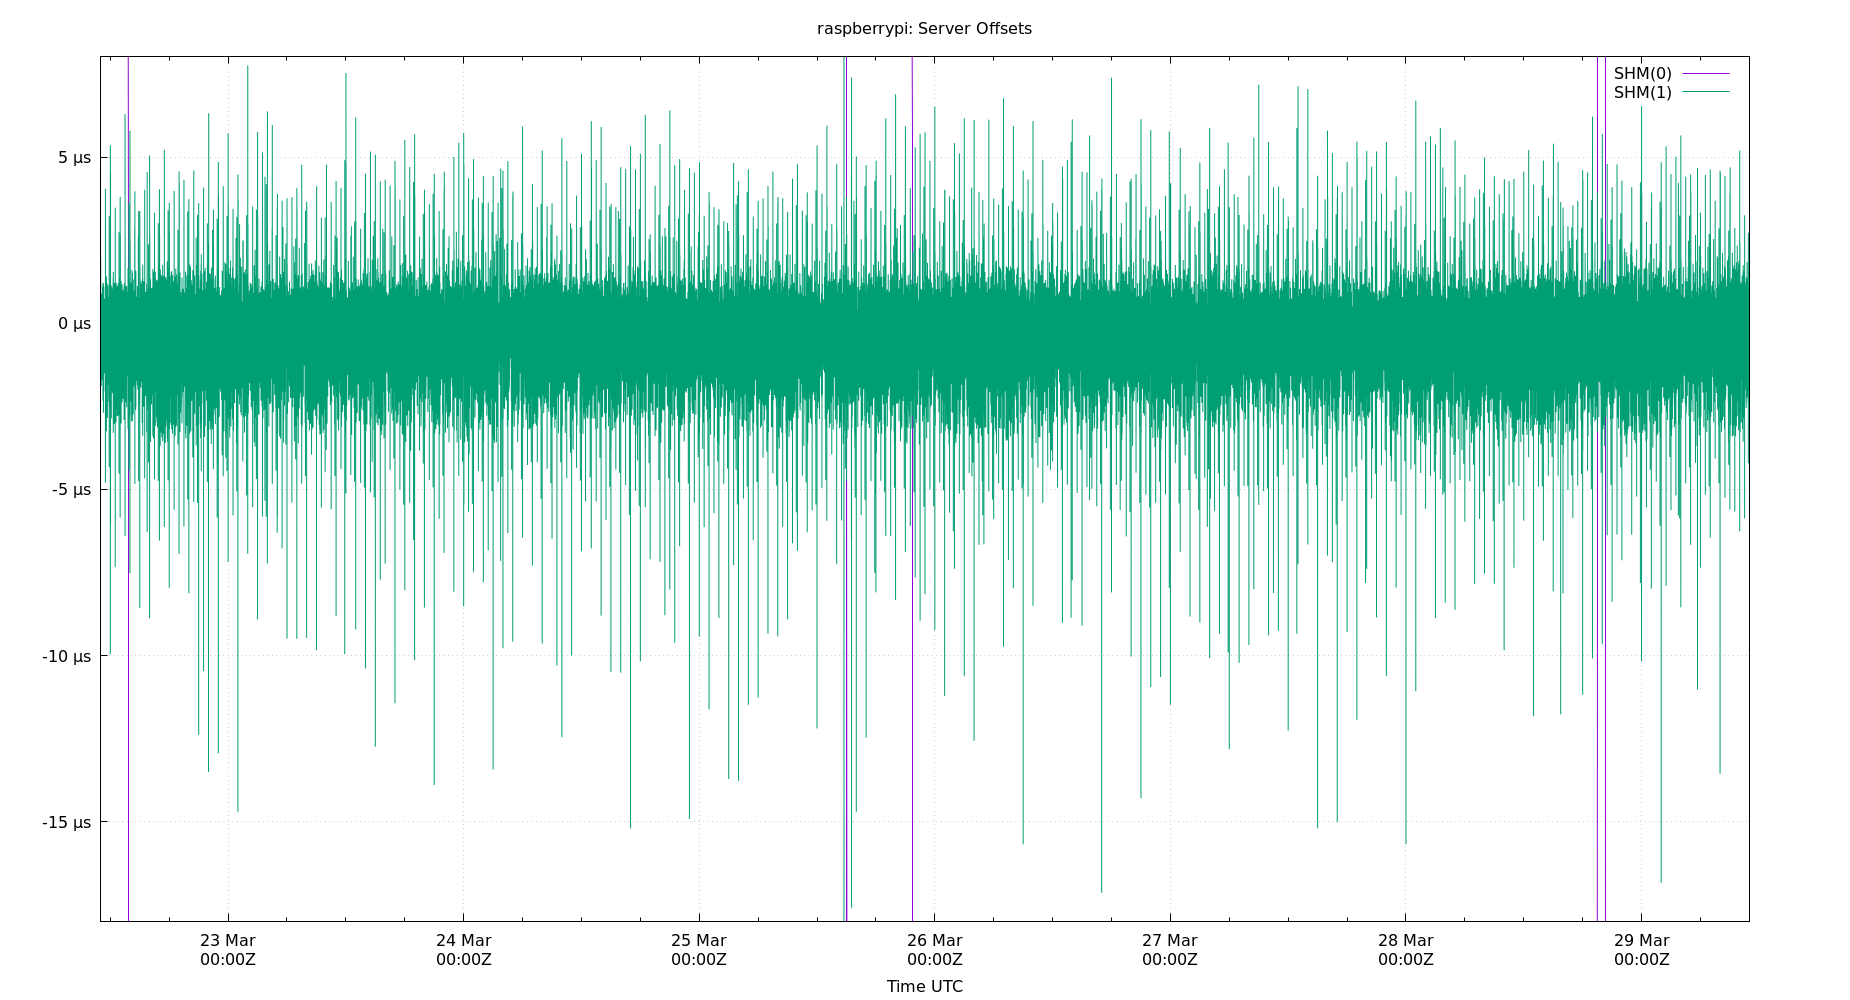 raspberrypi: Server Offsets
SHM(0)
SHM(1)
5 µs
0 µs
-5 µs
-10 µs
-15 µs
23 Mar 24 Mar 25 Mar 26 Mar 27 Mar 28 Mar 29 Mar
00:00Z 00:00Z 00:00Z 00:00Z 00:00Z 00:00Z 00:00Z
Time UTC